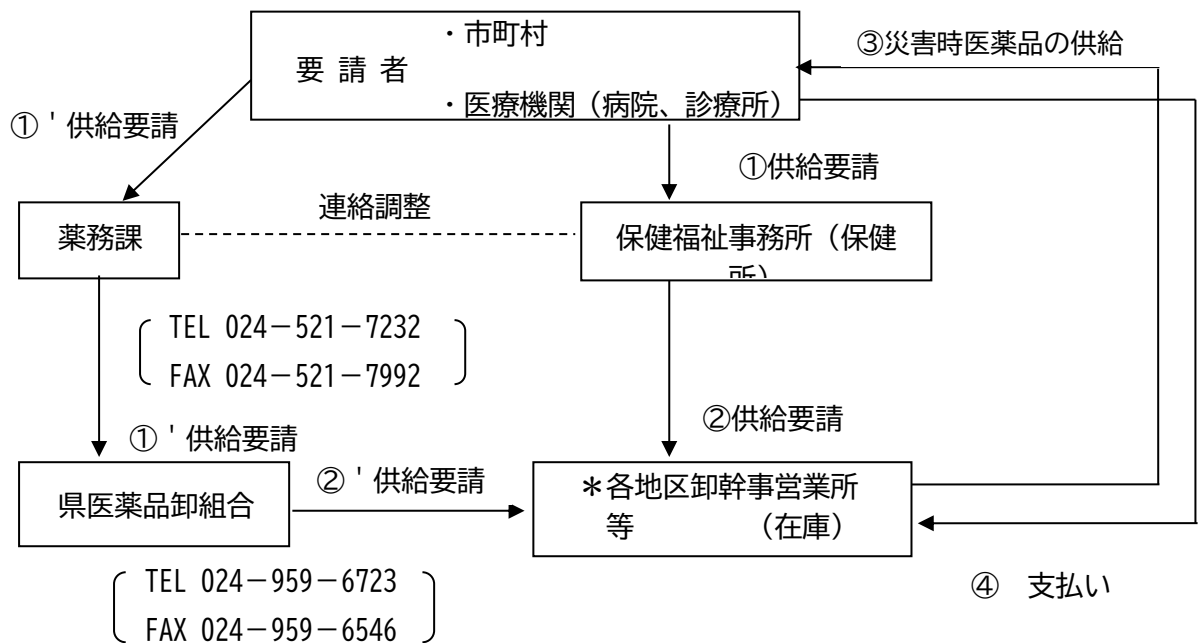 ・市町村
要 請 者
・医療機関（病院、診療所）
③災害時医薬品の供給
①＇供給要請
①供給要請
薬務課
連絡調整
保健福祉事務所（保健
所）
TEL 024－521－7232
FAX 024－521－7992
②供給要請
①＇供給要請
県医薬品卸組合
②＇供給要請
＊各地区卸幹事営業所
等　　　　（在庫）
TEL 024－959－6723
FAX 024－959－6546
④　支払い